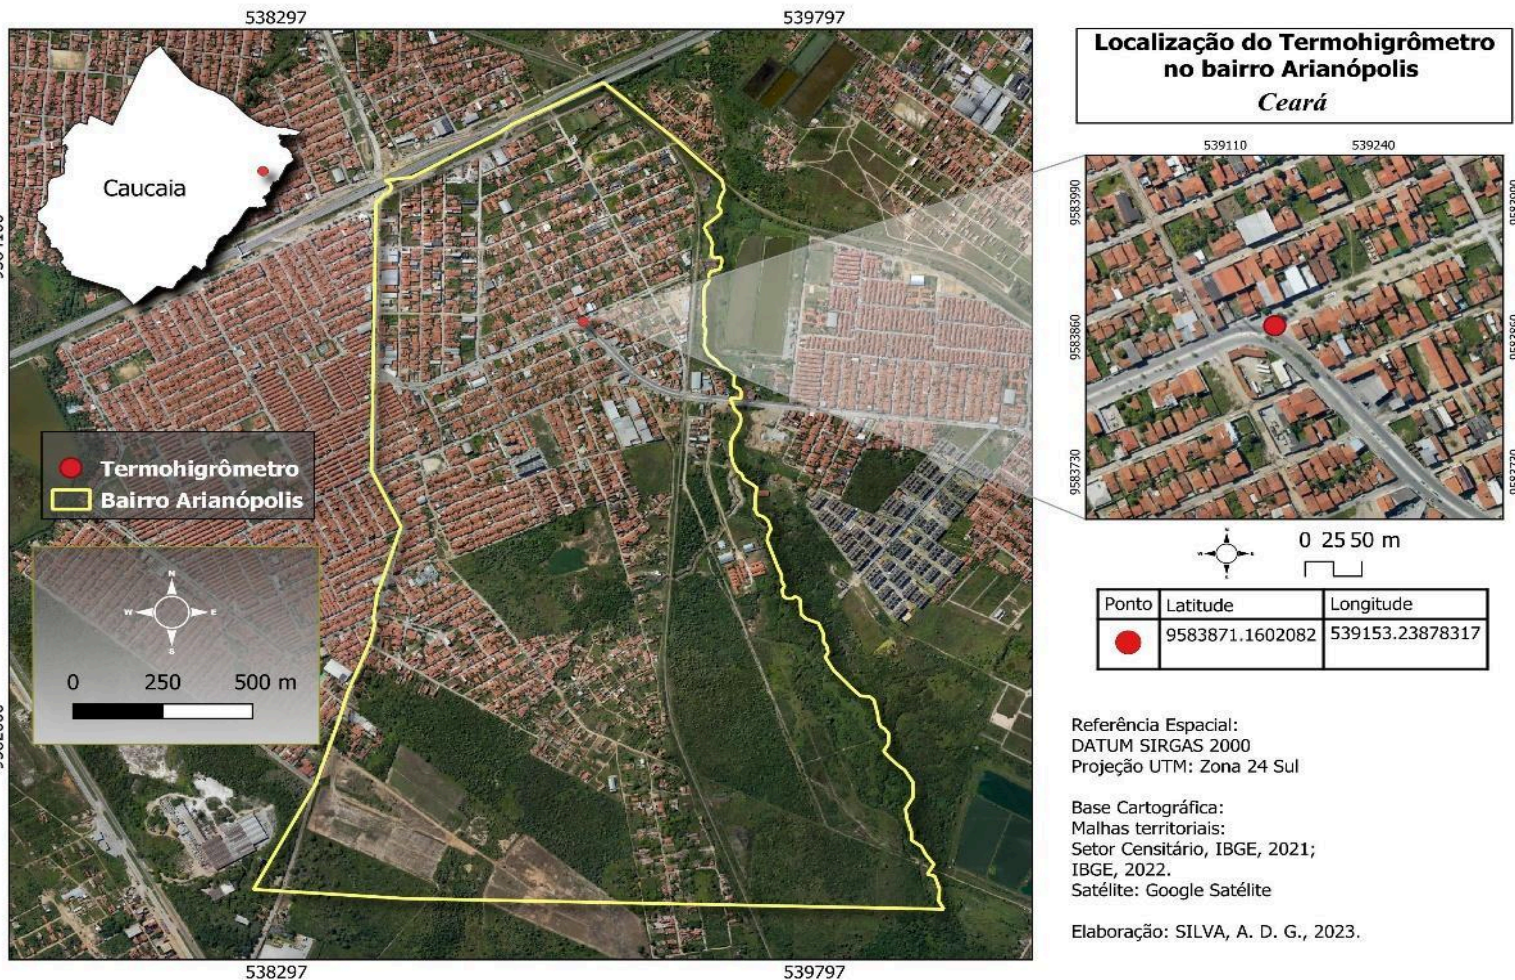 538297
539797
Caucaia
Termohigrômetro
Bairro Arianópolis
N
W
E
S
0
250
500 m
538297
539797
Localização do Termohigrômetro
no bairro Arianópolis
Ceará
539110
539240
9583990
9583860
9583730
0 25 50 m
Ponto Latitude Longitude
9583871.1602082 539153.23878317
Referência Espacial:
DATUM SIRGAS 2000
Projeção UTM: Zona 24 Sul
Base Cartográfica:
Malhas territoriais:
Setor Censitário, IBGE, 2021;
IBGE, 2022.
Satélite: Google Satélite
Elaboração: SILVA, A. D. G., 2023.